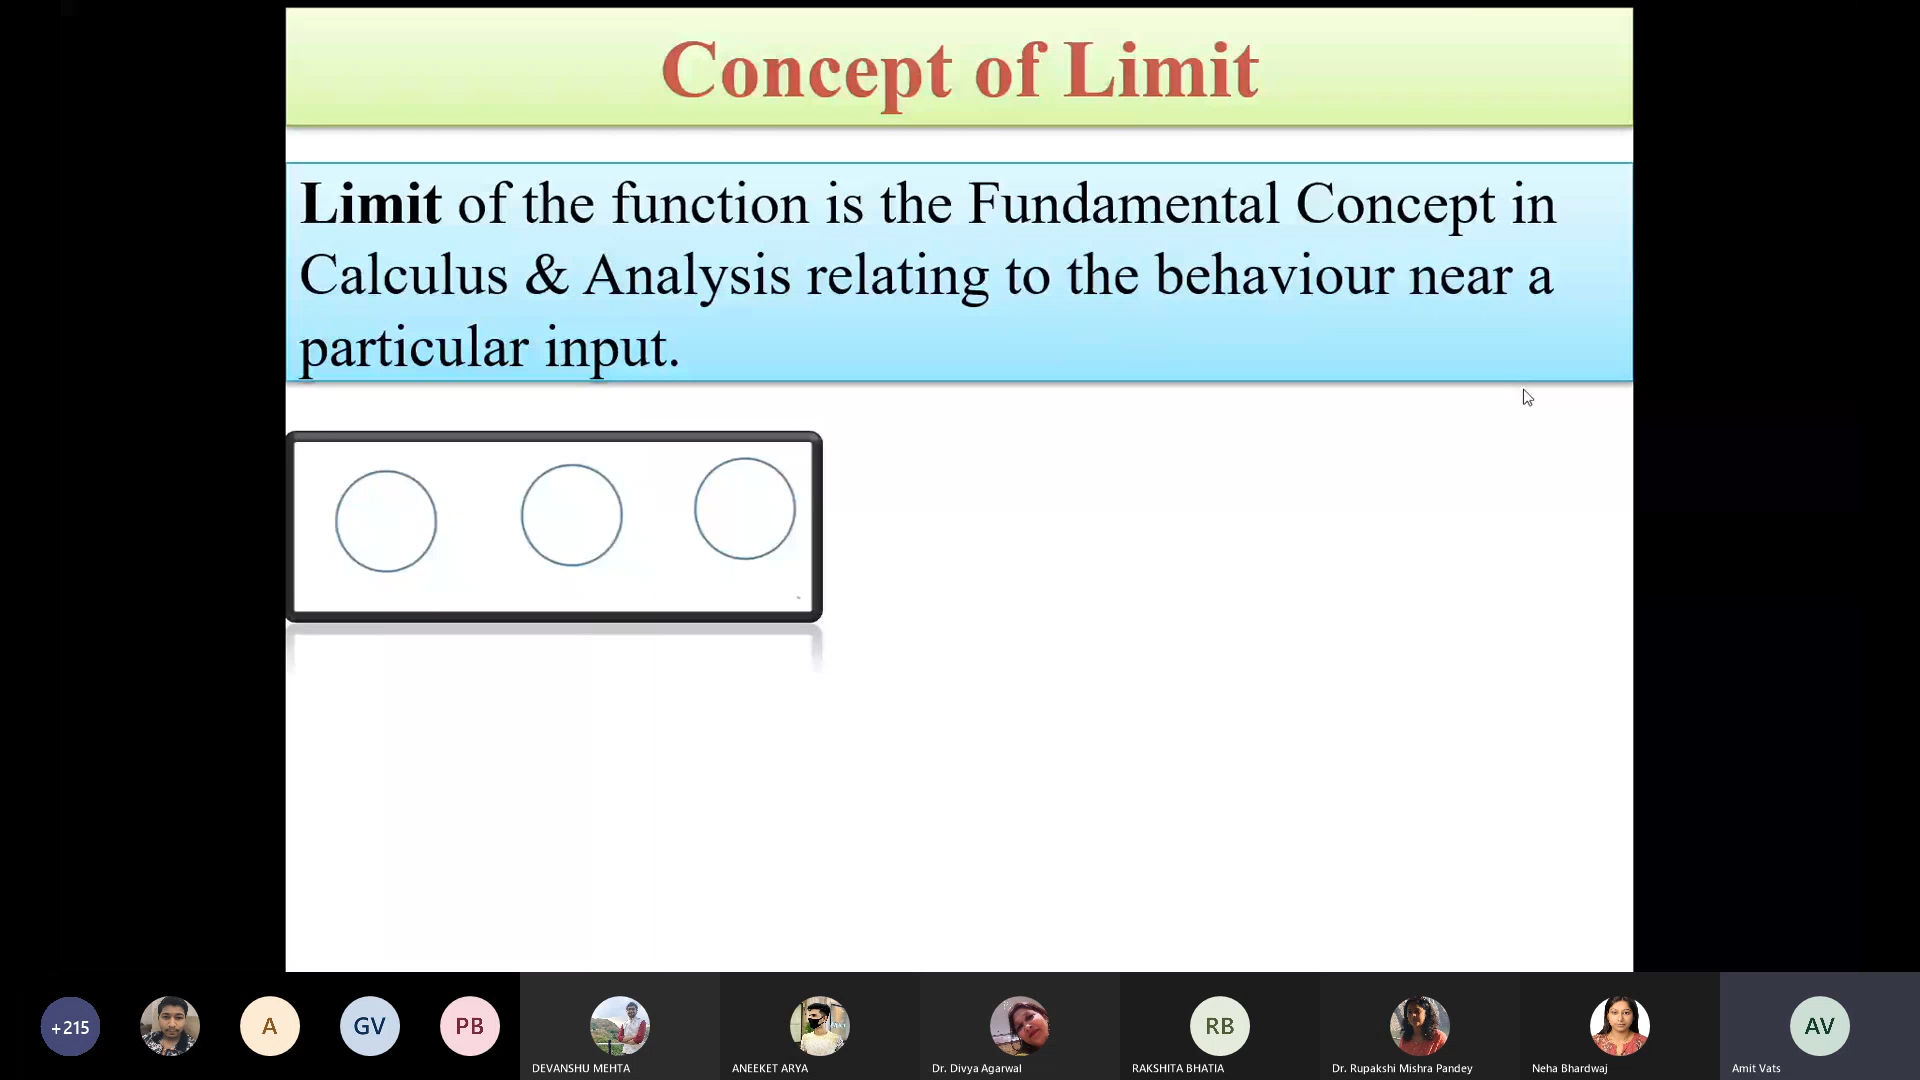 Concept of Limit
Limit of the function is the Fundamental Concept in
Calculus & Analysis relating to the behaviour near a
particular input.
+215
A
GV
PB
RB
AV
DEVANSHU MEHTA
ANEEKET ARYA
Dr. Divya Agarwal
RAKSHITA BHATIA
Dr. Rupakshi Mishra Pandey
Neha Bhardwaj
Amit Vats